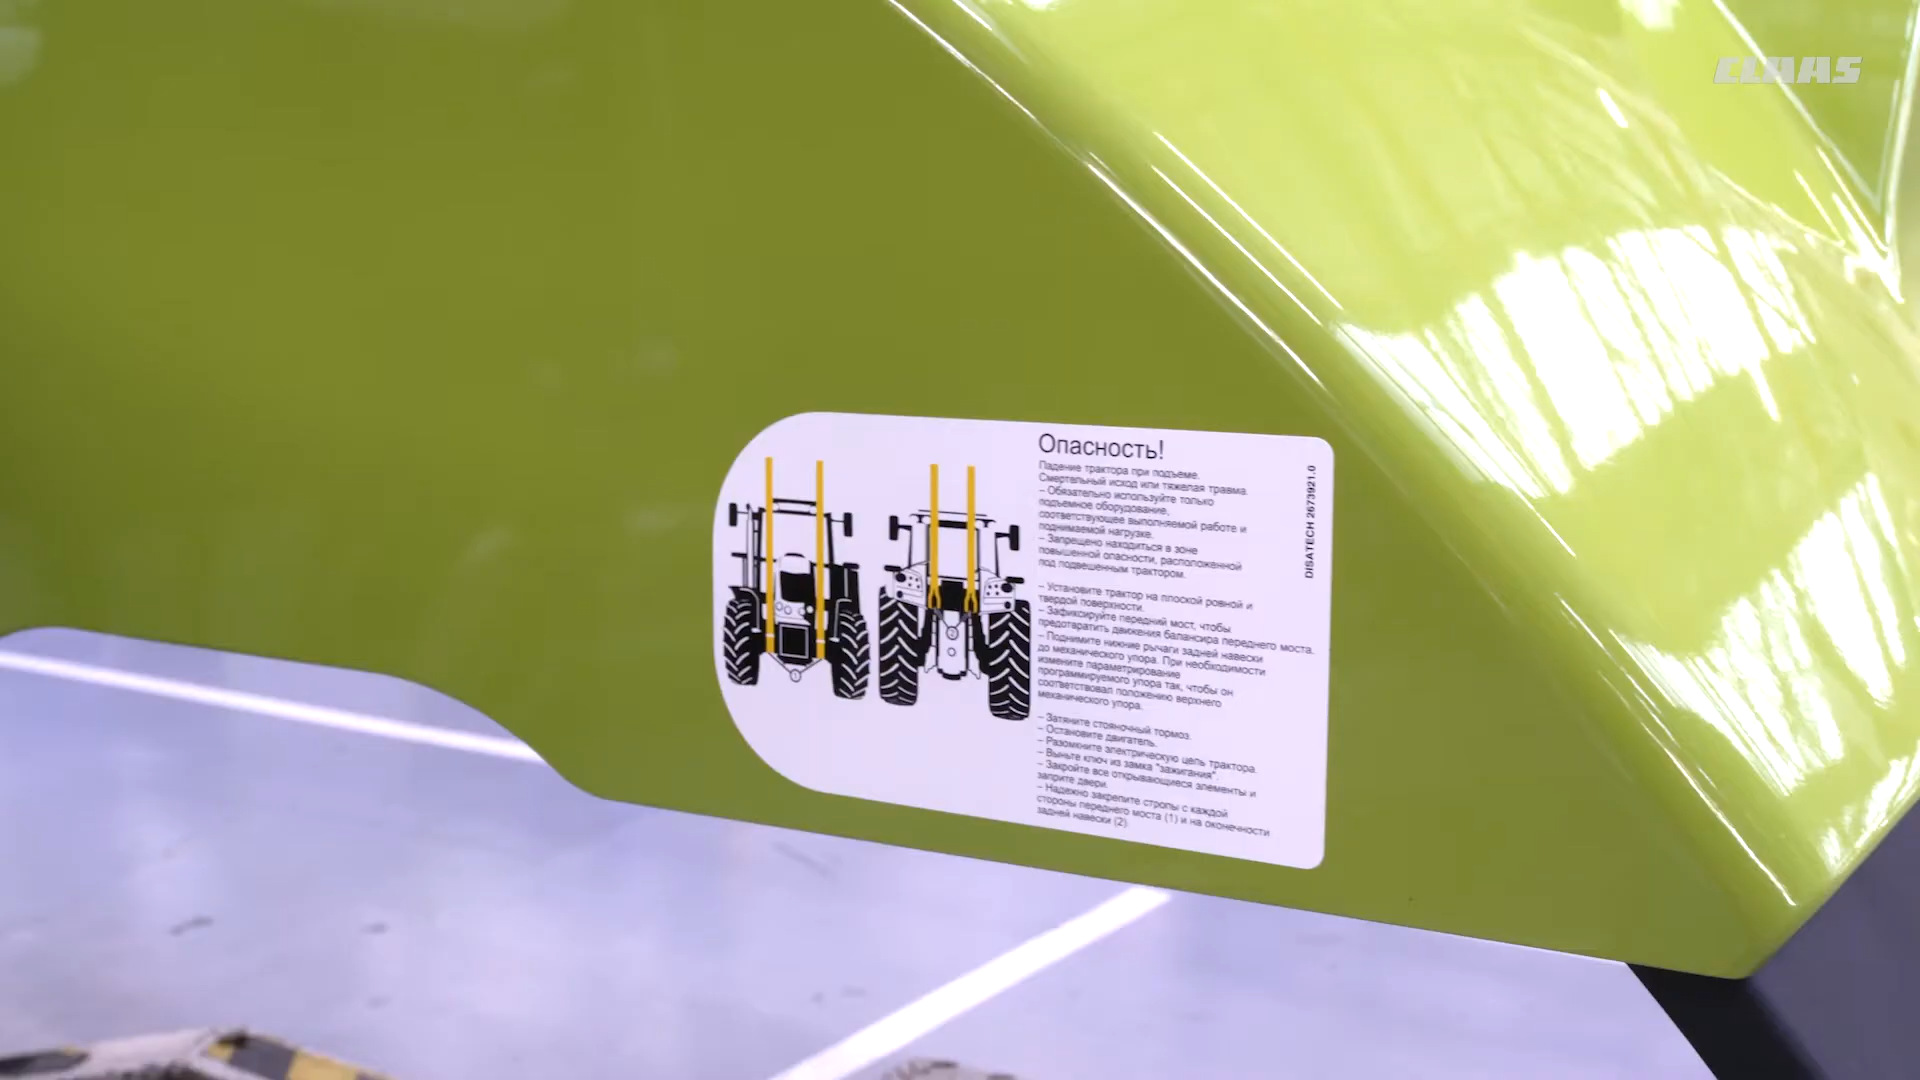 CLAAS
Опасность!
Падение трактора при подъеме.
Смертельный исход или тяжелая травма.
– Обязательно используйте только
подъемное оборудование,
соответствующее выполняемой работе и
поднимаемой нагрузке.
– Запрещено находиться в зоне
повышенной опасности, расположенной
под подвешенным трактором.
– Установите трактор на плоской ровной и
твердой поверхности.
– Зафиксируйте передний мост, чтобы
предотвратить движения балансира переднего моста.
– Поднимите нижние рычаги задней навески
до механического упора. При необходимости
измените параметрирование
программируемого упора так, чтобы он
соответствовал положению верхнего
механического упора.
– Затяните стояночный тормоз.
– Остановите двигатель.
– Разомкните электрическую цепь трактора.
– Выньте ключ из замка "зажигания".
– Закройте все открывающиеся элементы и
заприте двери.
– Надежно закрепите стропы с каждой
стороны переднего моста (1) и на оконечности
задней навески (2).
DISATECH 2673921.0
1
2